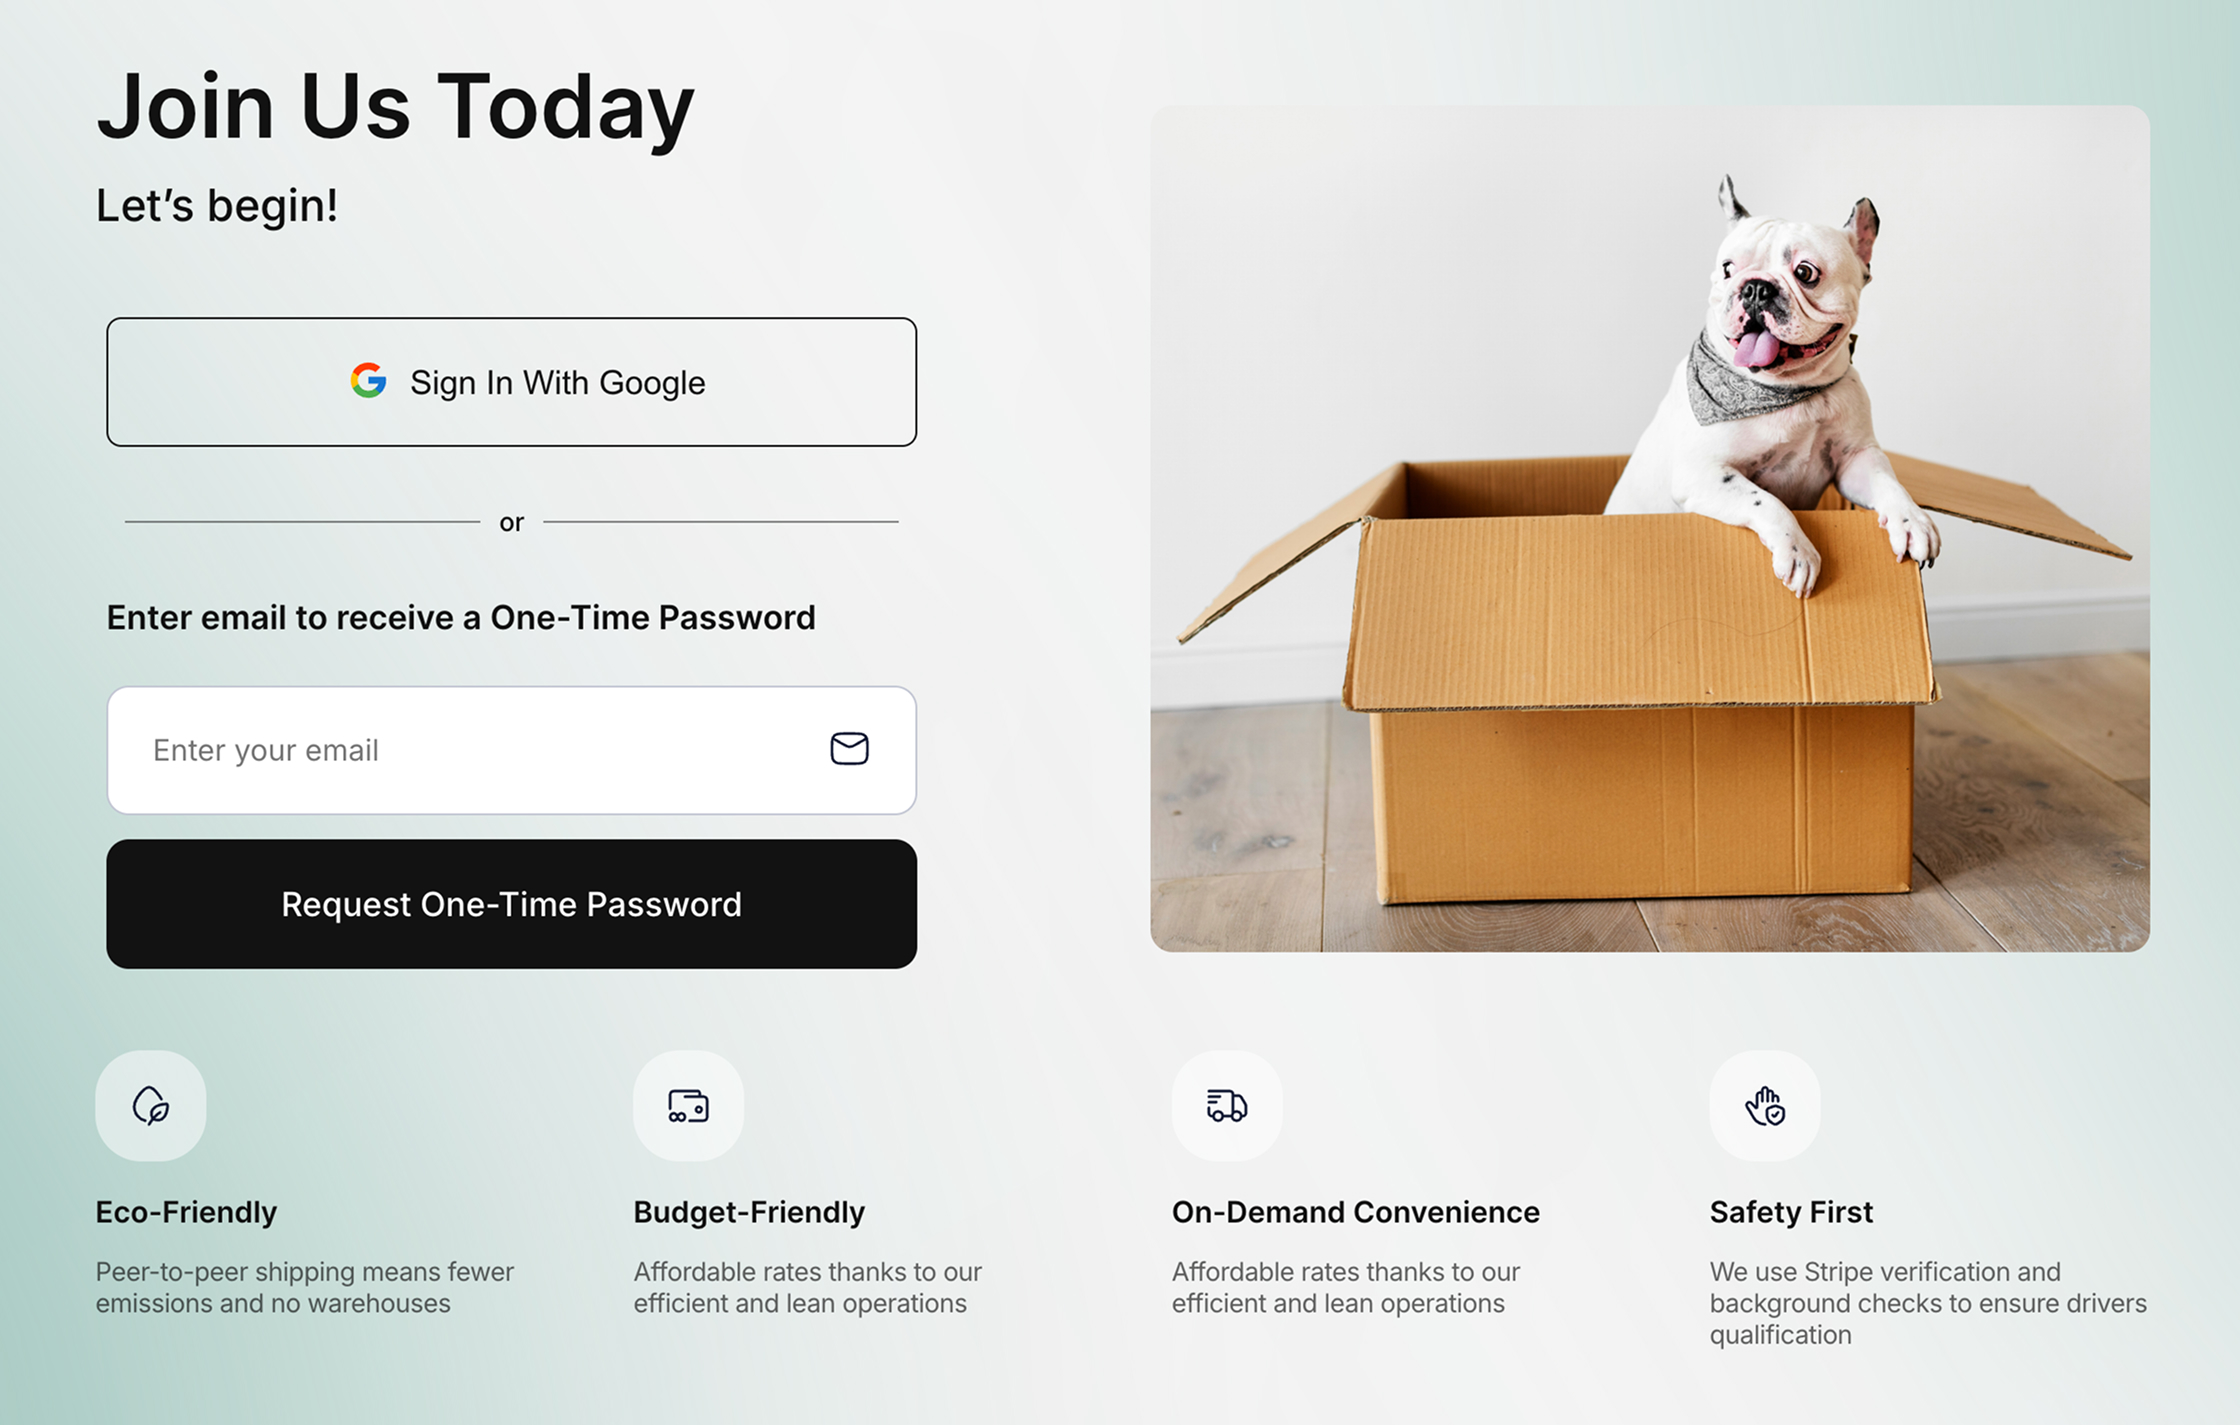 Join Us Today
Let’s begin!
Sign In With Google
or
Enter email to receive a One-Time Password
Enter your email
Request One-Time Password
Eco-Friendly
Peer-to-peer shipping means fewer
emissions and no warehouses
Budget-Friendly
Affordable rates thanks to our
efficient and lean operations
On-Demand Convenience
Affordable rates thanks to our
efficient and lean operations
Safety First
We use Stripe verification and
background checks to ensure drivers
qualification